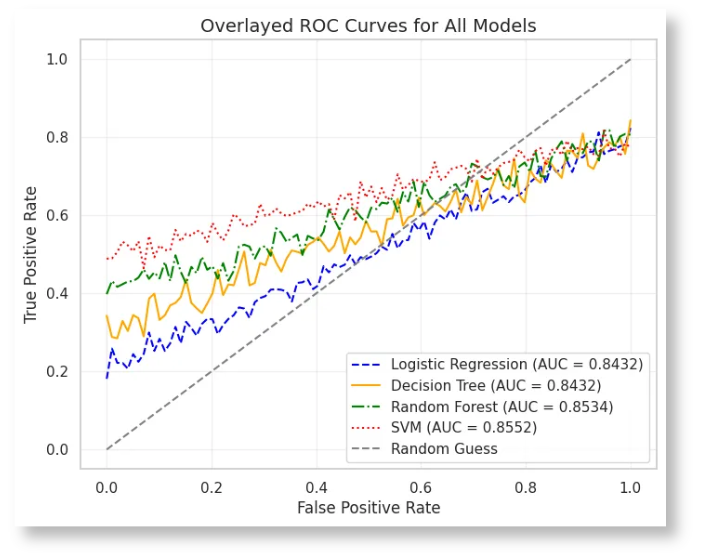 Overlayed ROC Curves for All Models
True Positive Rate
1.0
0.8
0.6
0.4
0.2
0.0
Logistic Regression (AUC = 0.8432)
Decision Tree (AUC = 0.8432)
Random Forest (AUC = 0.8534)
SVM (AUC = 0.8552)
Random Guess
0.0 0.2 0.4 0.6 0.8 1.0
False Positive Rate